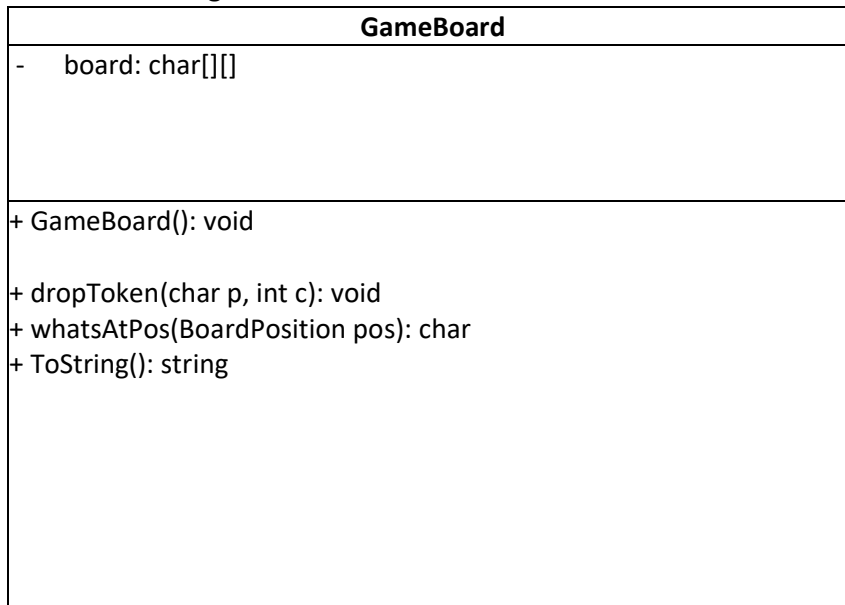 GameBoard
- board: char[][]
+ GameBoard(): void
+ dropToken(char p, int c): void
+ whatsAtPos(BoardPosition pos): char
+ ToString(): string